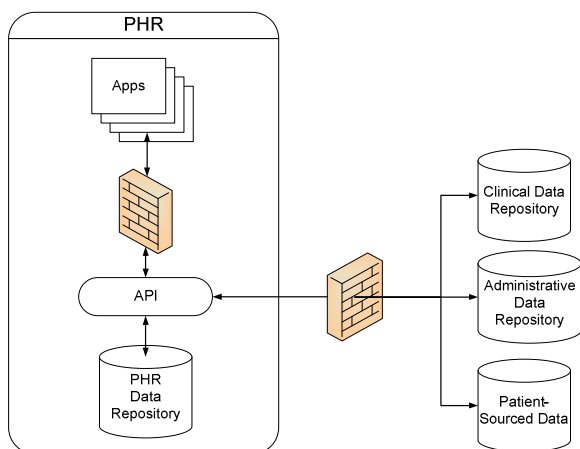 PHR
Apps
API
PHR
Data
Repository
Clinical Data
Repository
Administrative
Data
Repository
Patient-
Sourced Data